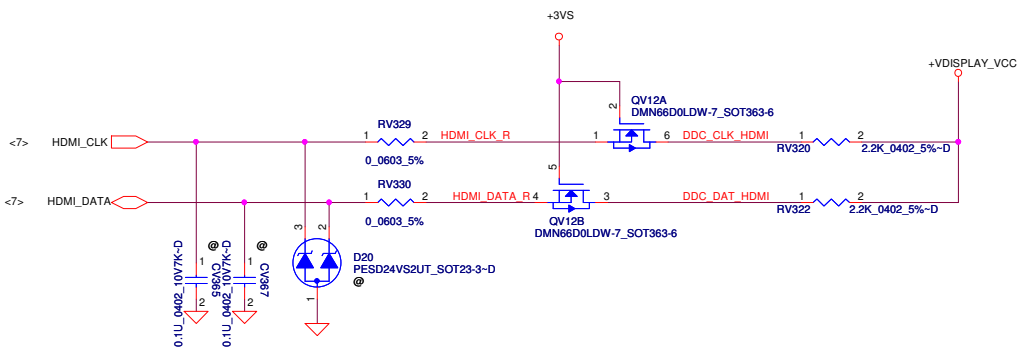 +3VS
+VDISPLAY_VCC
QV12A
DMN66D0LDW-7_SOT363-6
2
<7>
HDMI_CLK
1
RV329
2
HDMI_CLK_R
0_0603_5%
1
6
DDC_CLK_HDMI
1
RV320
2
2.2K_0402_5%~D
5
<7>
HDMI_DATA
1
RV330
2
HDMI_DATA_R
0_0603_5%
4
3
QV12B
DMN66D0LDW-7_SOT363-6
DDC_DAT_HDMI
1
RV322
2
2.2K_0402_5%~D
3
2
D20
PESD24VS2UT_SOT23-3~D
@
1
0.1U_0402_10V7K~D
1
2
@
CV365
0.1U_0402_10V7K~D
1
2
@
CV367